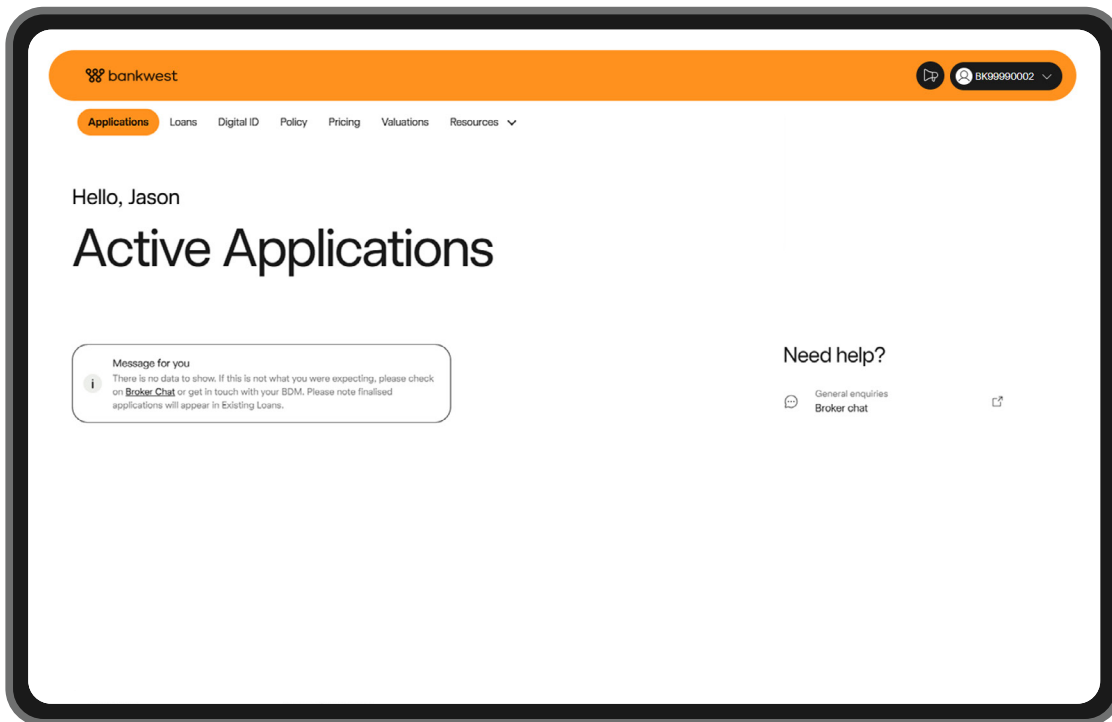 bankwest
BK99990002
Applications Loans Digital ID Policy Pricing Valuations Resources
Hello, Jason
Active Applications
Message for you
There is no data to show. If this is not what you were expecting, please check
on Broker Chat or get in touch with your BDM. Please note finalised
applications will appear in Existing Loans.
Need help?
General enquiries
Broker chat